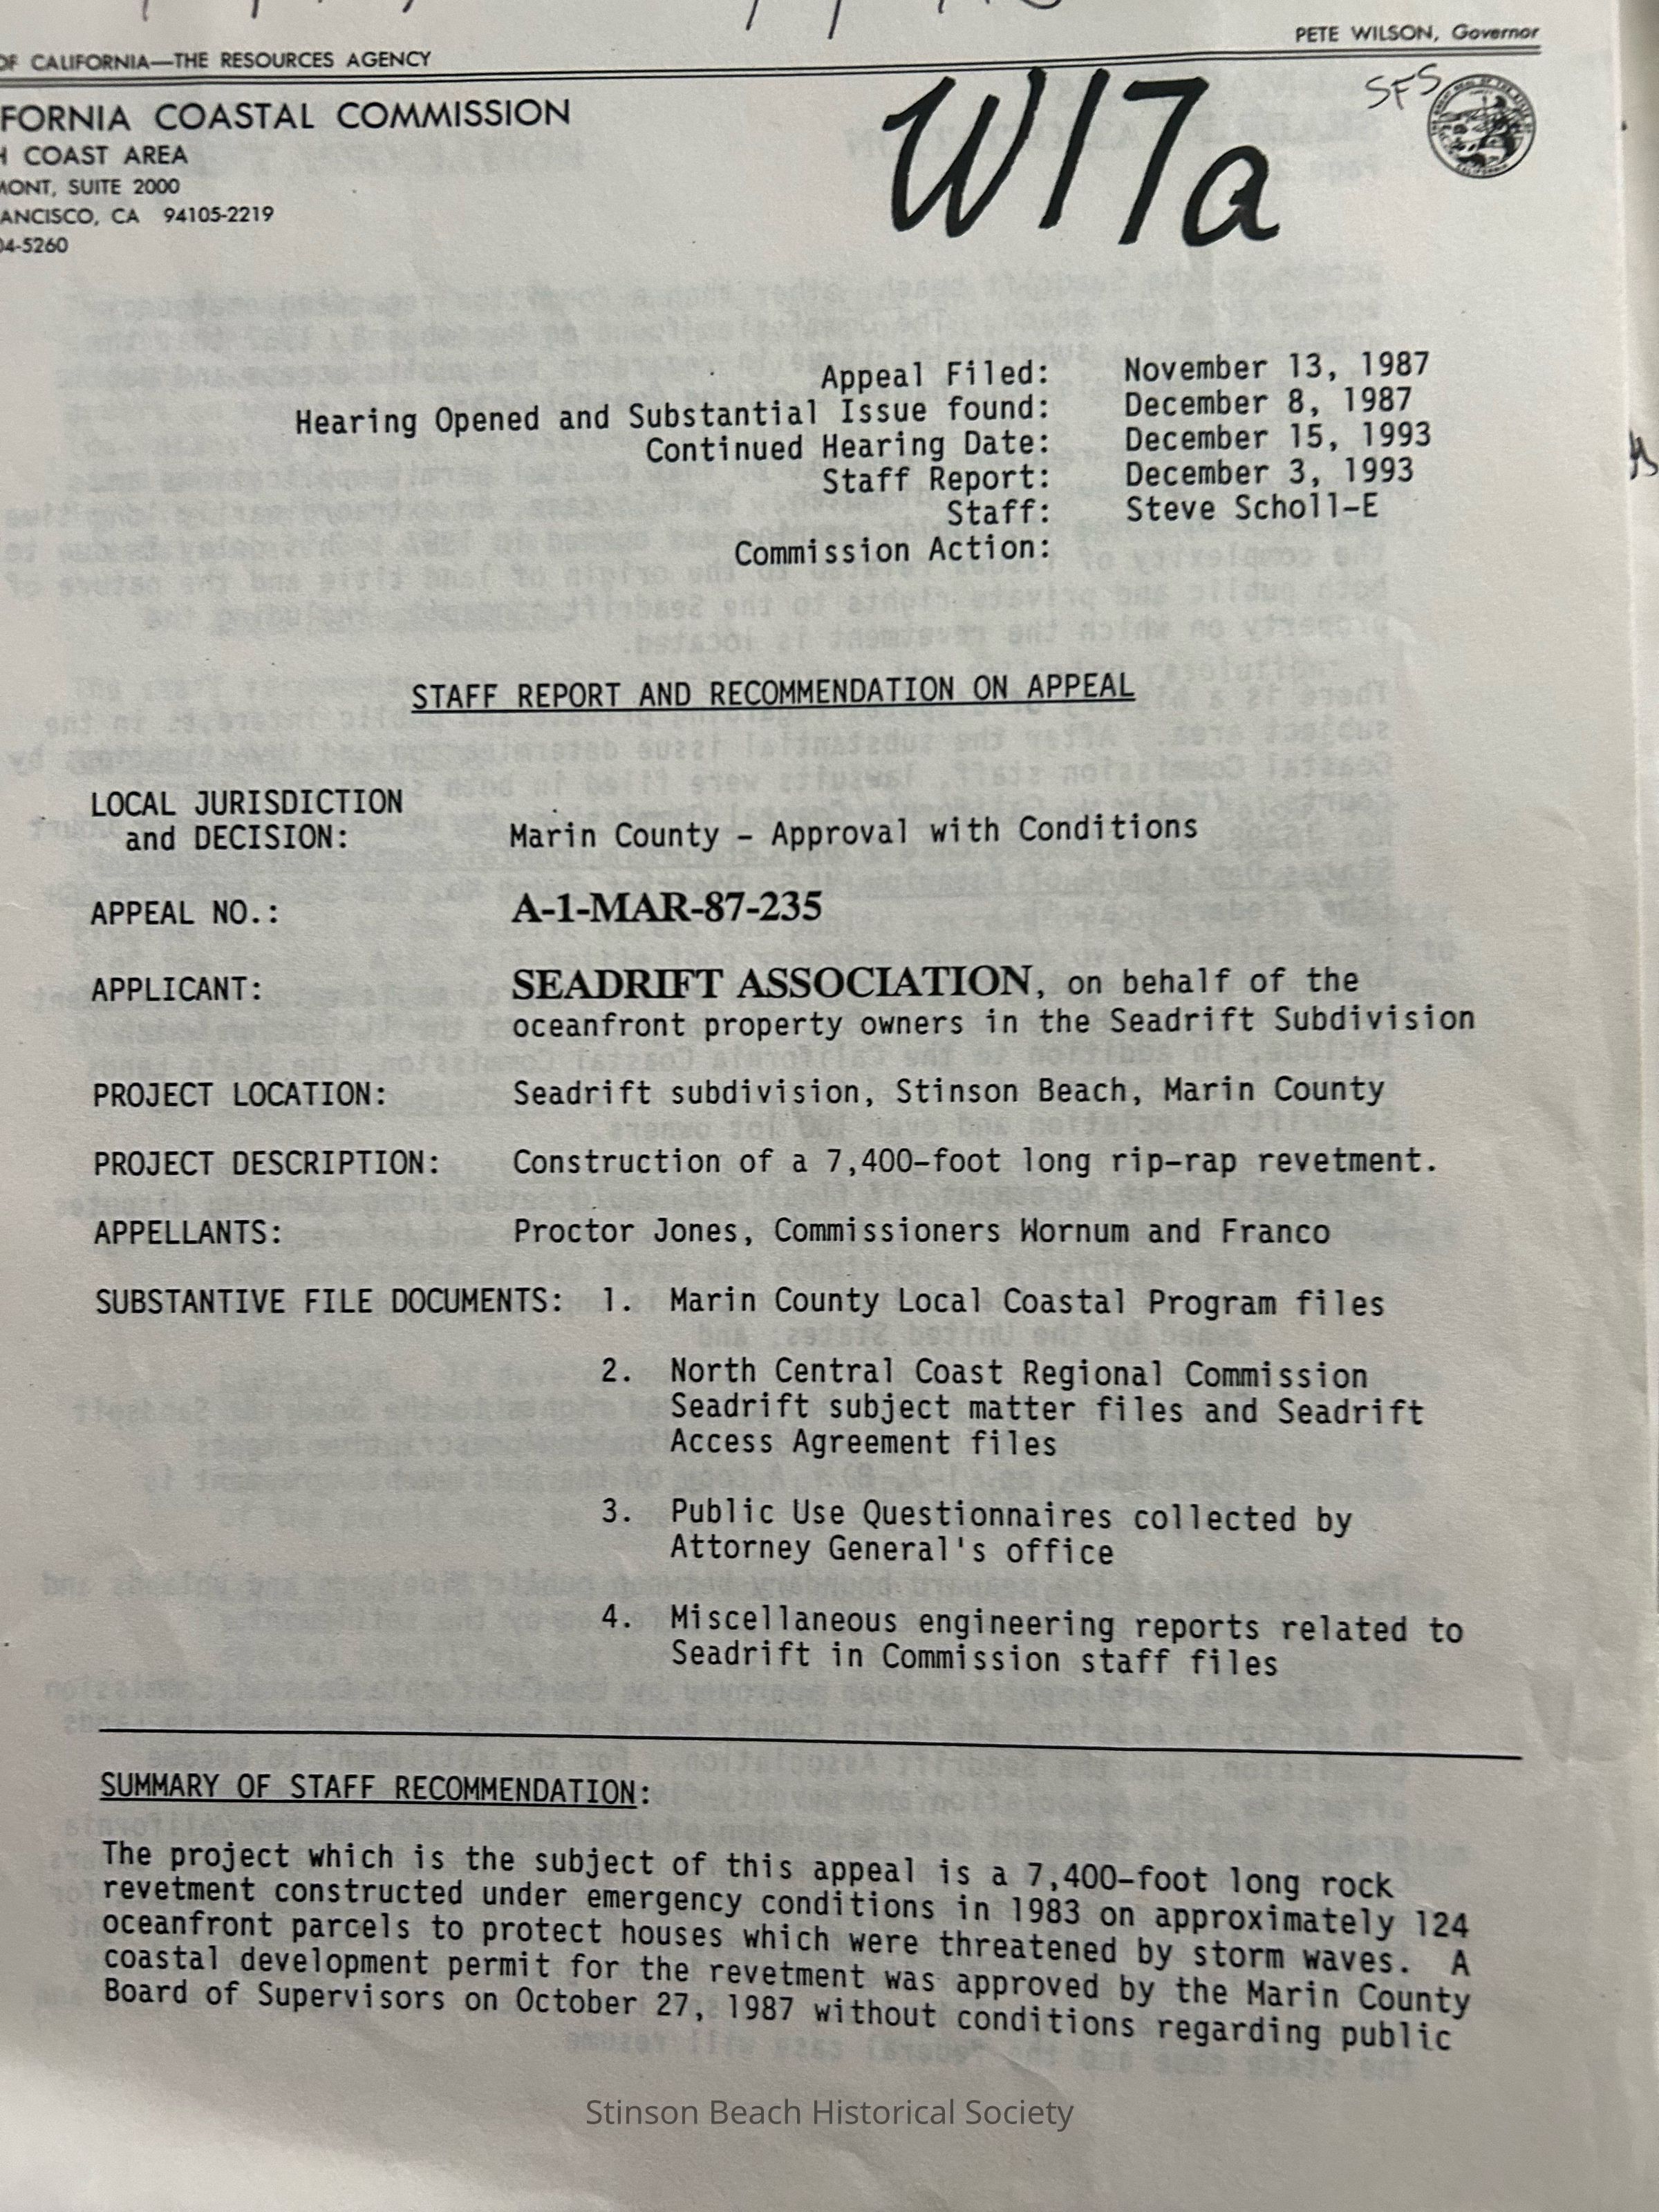 PETE WILSON, Governor
OF CALIFORNIA—THE RESOURCES AGENCY
SFS
W17a
FORNIA COASTAL COMMISSION
H COAST AREA
MONT, SUITE 2000
ANCISCO, CA 94105-2219
04-5260
Appeal Filed: November 13, 1987
Hearing Opened and Substantial Issue found: December 8, 1987
Continued Hearing Date: December 15, 1993
Staff Report: December 3, 1993
Staff: Steve Scholl-E
Commission Action:
STAFF REPORT AND RECOMMENDATION ON APPEAL
LOCAL JURISDICTION
and DECISION: Marin County - Approval with Conditions
APPEAL NO.: A-1-MAR-87-235
APPLICANT: SEADRIFT ASSOCIATION, on behalf of the
oceanfront property owners in the Seadrift Subdivision
PROJECT LOCATION: Seadrift subdivision, Stinson Beach, Marin County
PROJECT DESCRIPTION: Construction of a 7,400-foot long rip-rap revetment.
APPELLANTS: Proctor Jones, Commissioners Wornum and Franco
SUBSTANTIVE FILE DOCUMENTS: 1. Marin County Local Coastal Program files
2. North Central Coast Regional Commission
Seadrift subject matter files and Seadrift
Access Agreement files
3. Public Use Questionnaires collected by
Attorney General's office
4. Miscellaneous engineering reports related to
Seadrift in Commission staff files
SUMMARY OF STAFF RECOMMENDATION:
The project which is the subject of this appeal is a 7,400-foot long rock
revetment constructed under emergency conditions in 1983 on approximately 124
oceanfront parcels to protect houses which were threatened by storm waves. A
coastal development permit for the revetment was approved by the Marin County
Board of Supervisors on October 27, 1987 without conditions regarding public
Stinson Beach Historical Society